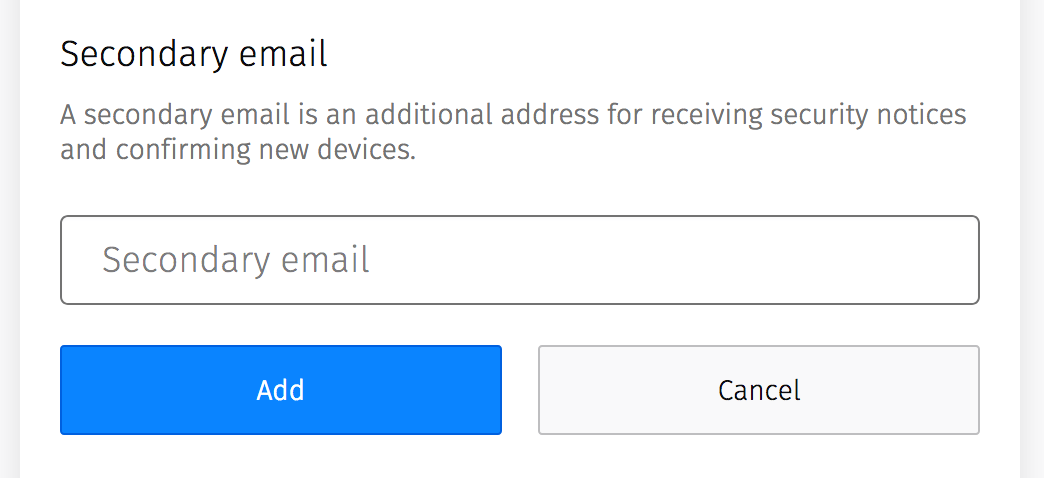 Secondary email
A secondary email is an additional address for receiving security notices
and confirming new devices.
Secondary email
Add
Cancel